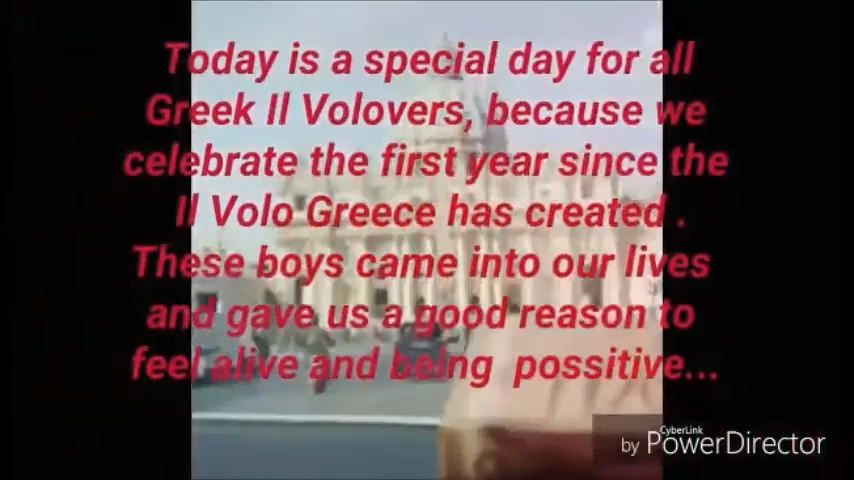 Today is a special day for all
Greek Il Volovers, because we
celebrate the first year since the
Il Volo Greece has created .
These boys came into our lives
and gave us a good reason to
feel alive and being possitive...
CyberLink
by PowerDirector